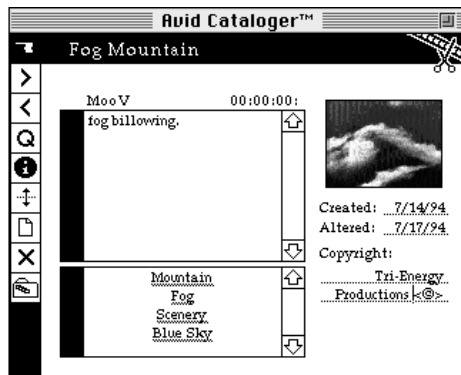 Avid Cataloger™
Fog Mountain
MooV 00:00:00:
fog billowing.
Created: 7/14/94
Altered: 7/17/94
Copyright:
Tri-Energy
Productions <@>
Mountain
Fog
Scenery
Blue Sky